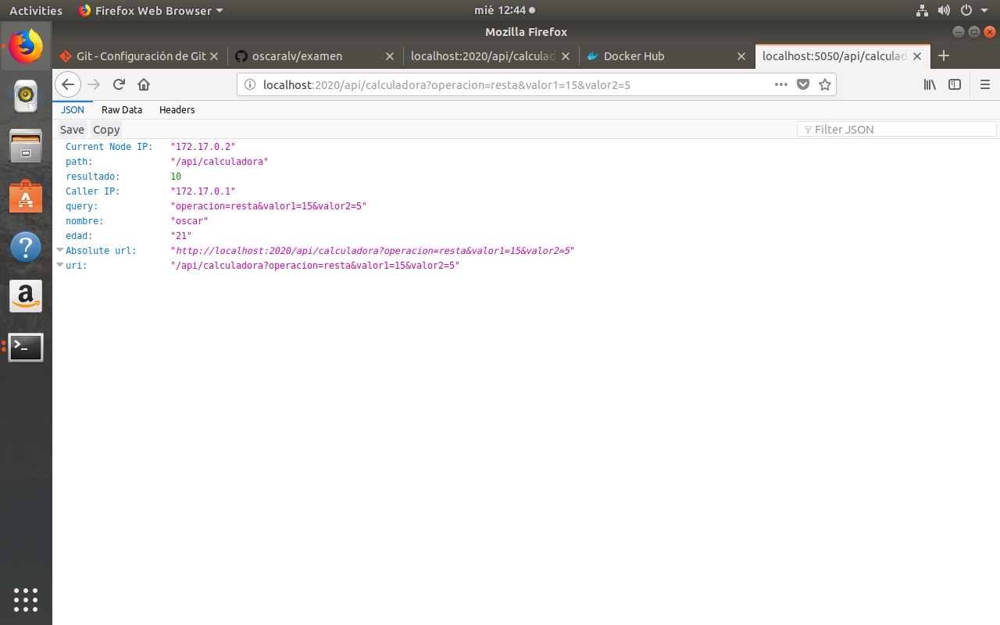 Activities Firefox Web Browser mié 12:44
Mozilla Firefox
Git - Configuración de Git oscaralv/examen localhost:2020/api/calculad Docker Hub localhost:5050/api/calculad
localhost:2020/api/calculadora?operacion=resta&valor1=15&valor2=5
JSON Raw Data Headers
Save Copy Filter JSON
Current Node IP: "172.17.0.2"
path: "/api/calculadora"
resultado: 10
Caller IP: "172.17.0.1"
query: "operacion=resta&valor1=15&valor2=5"
nombre: "oscar"
edad: "21"
Absolute url: "http://localhost:2020/api/calculadora?operacion=resta&valor1=15&valor2=5"
uri: "/api/calculadora?operacion=resta&valor1=15&valor2=5"